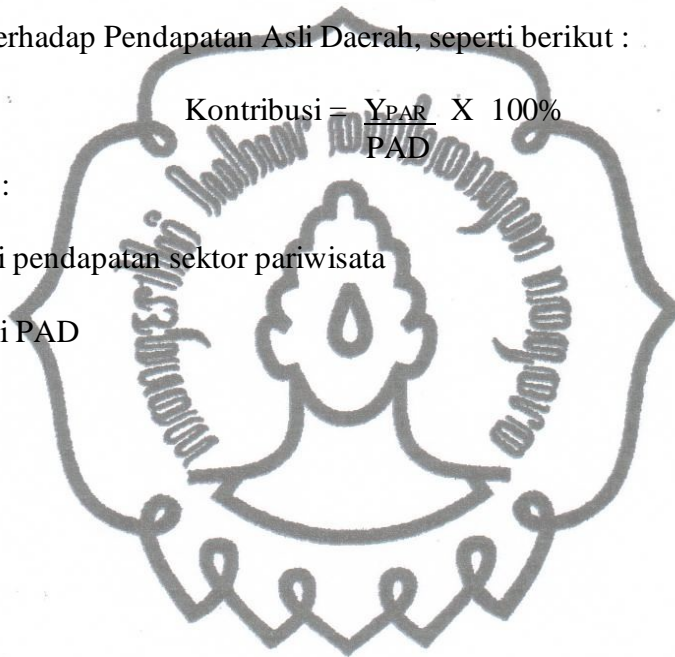 erhadap Pendapatan Asli Daerah, seperti berikut :
Kontribusi = YPAR X 100%
PAD
:
i pendapatan sektor pariwisata
i PAD